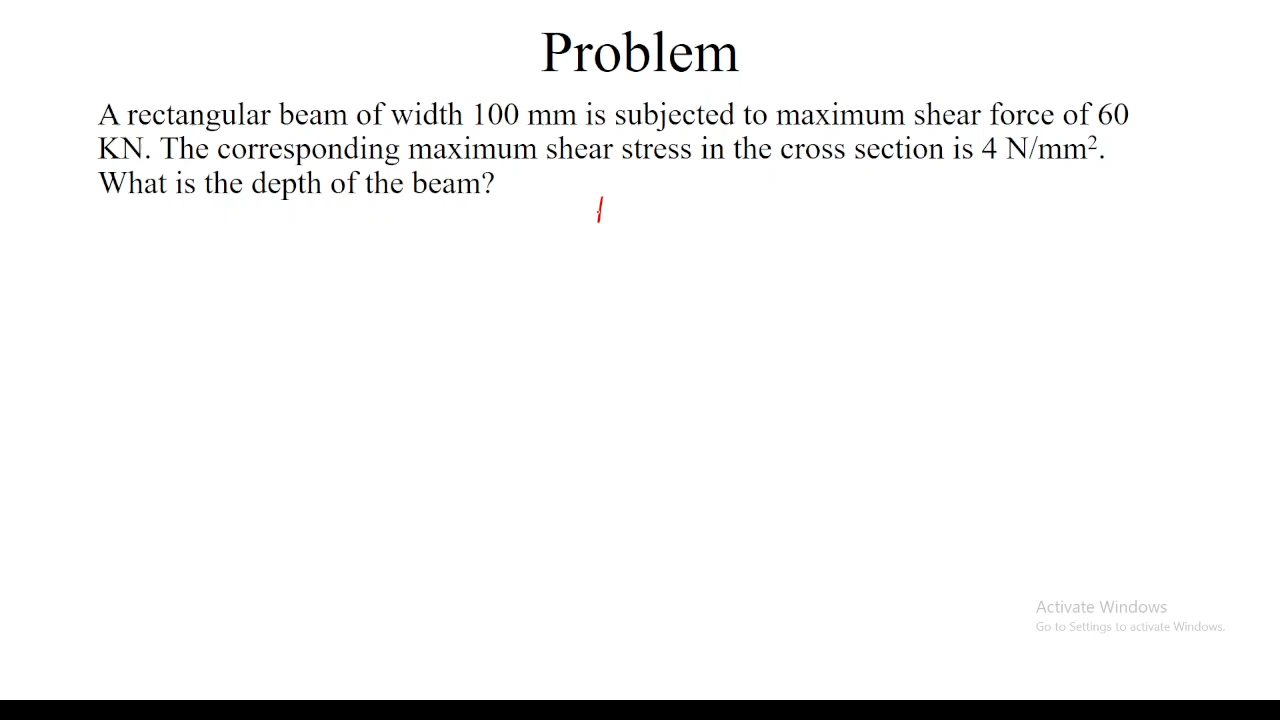 Problem
A rectangular beam of width 100 mm is subjected to maximum shear force of 60
KN. The corresponding maximum shear stress in the cross section is 4 N/mm².
What is the depth of the beam?
Activate Windows
Go to Settings to activate Windows.